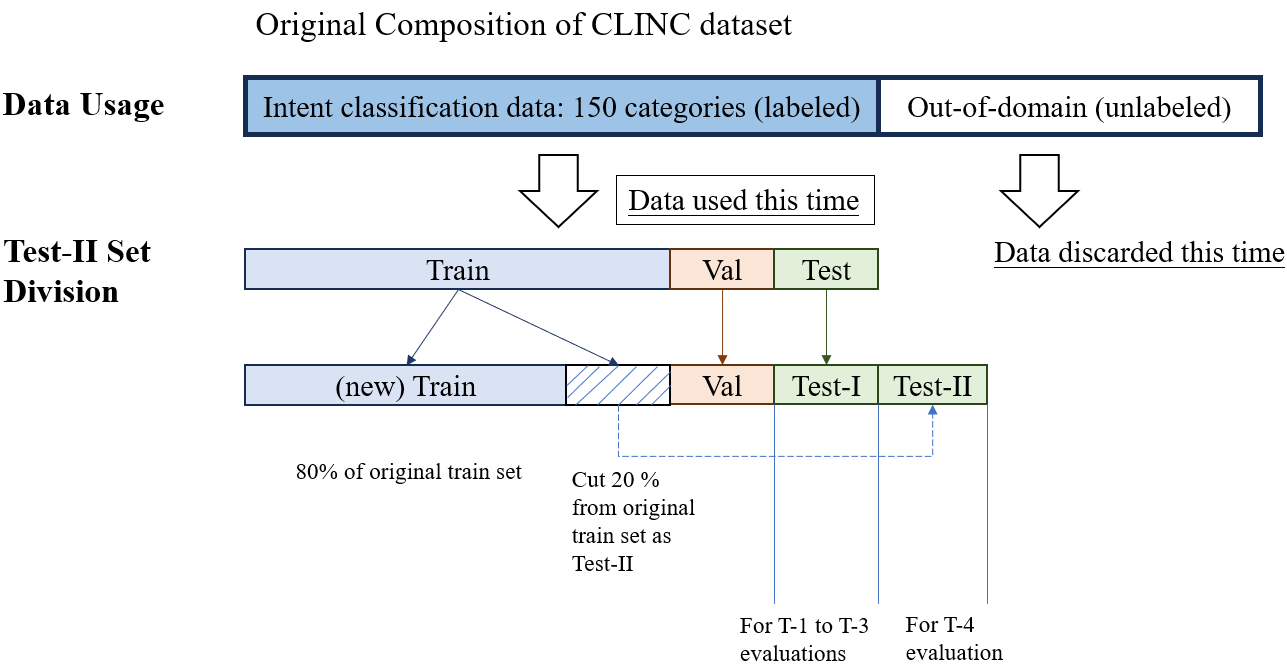 Original Composition of CLINC dataset
Data Usage
Intent classification data: 150 categories (labeled)
Out-of-domain (unlabeled)
Data used this time
Test-II Set
Division
Data discarded this time
Train
Val
Test
(new) Train
Val
Test-I
Test-II
80% of original train set
Cut 20 %
from original
train set as
Test-II
For T-1 to T-3
evaluations
For T-4
evaluation